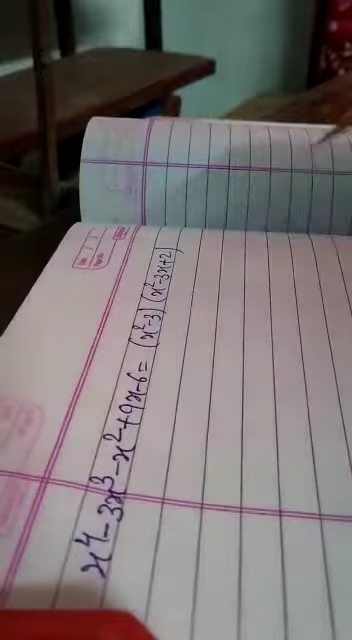 x⁴-3x³-x²+9x-6 = (x²-3) (x²-3x+2)